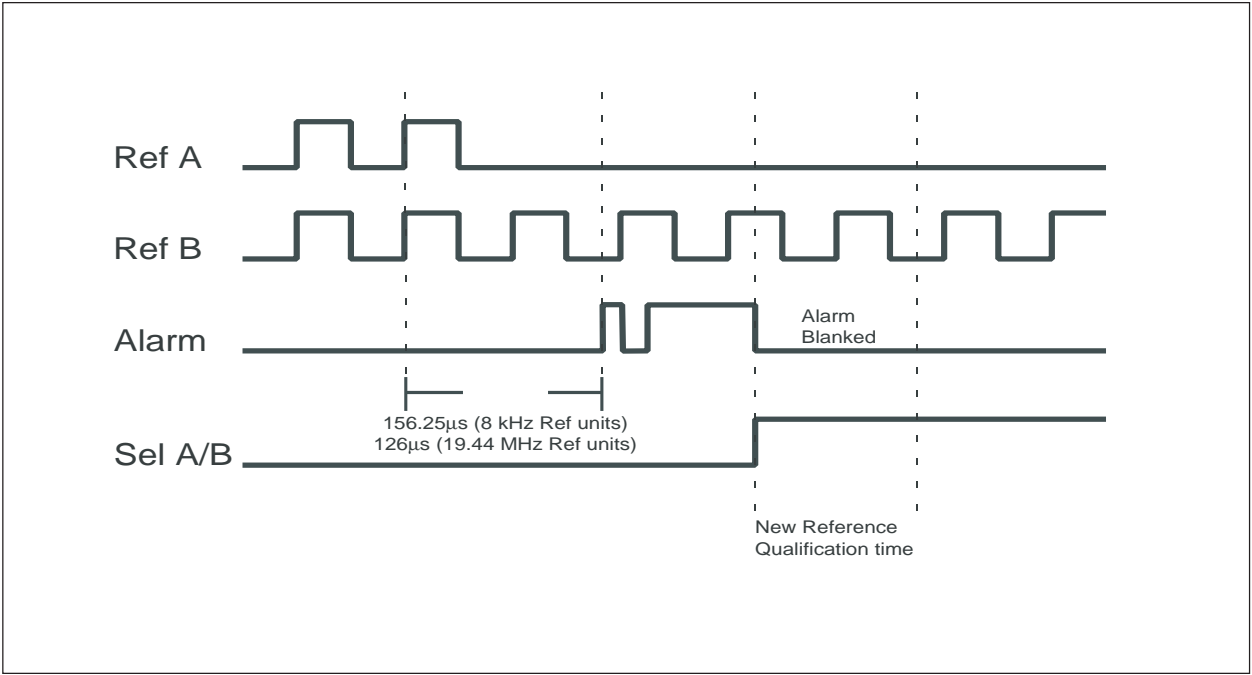 Ref A
Ref B
Alarm
Alarm
Blanked
156.25μs (8 kHz Ref units)
126μs (19.44 MHz Ref units)
Sel A/B
New Reference
Qualification time